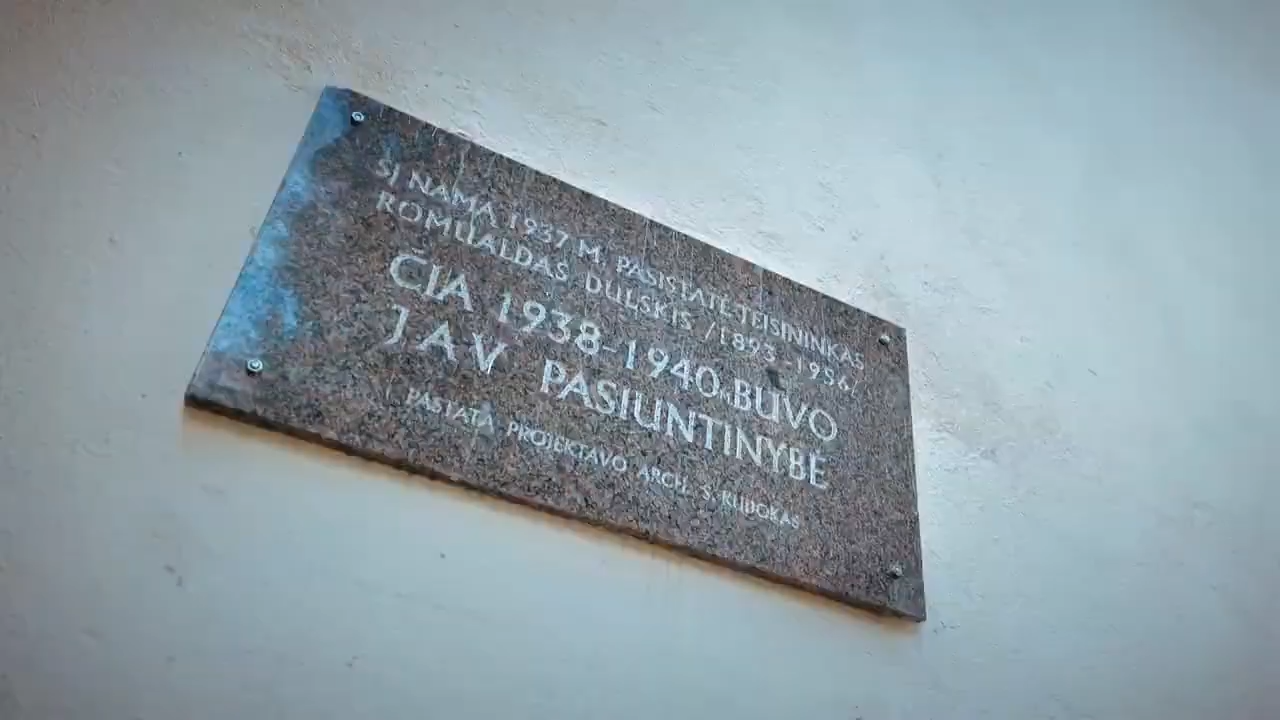 ŠĮ NAMĄ 1937 M. PASISTATĖ TEISININKAS
ROMUALDAS DULSKIS /1893-1956/
ČIA 1938-1940 BUVO
JAV PASIUNTINYBĖ
PASTATĄ PROJEKTAVO ARCH. S. KUDOKAS